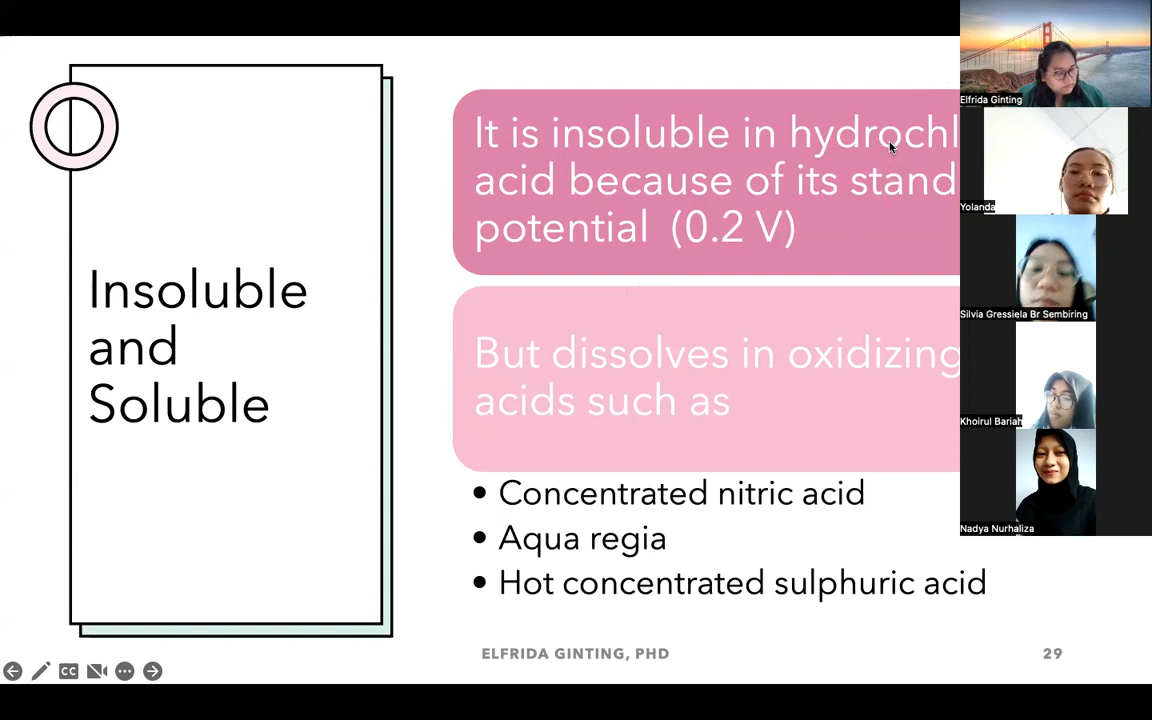 Insoluble
and
Soluble
It is insoluble in hydrochl
acid because of its stand
potential (0.2 V)
But dissolves in oxidizing
acids such as
• Concentrated nitric acid
• Aqua regia
• Hot concentrated sulphuric acid
ELFRIDA GINTING, PHD
29
CC
Elfrida Ginting
Yolanda
Silvia Gressiela Br Sembiring
Khoirul Bariah
Nadya Nurhaliza